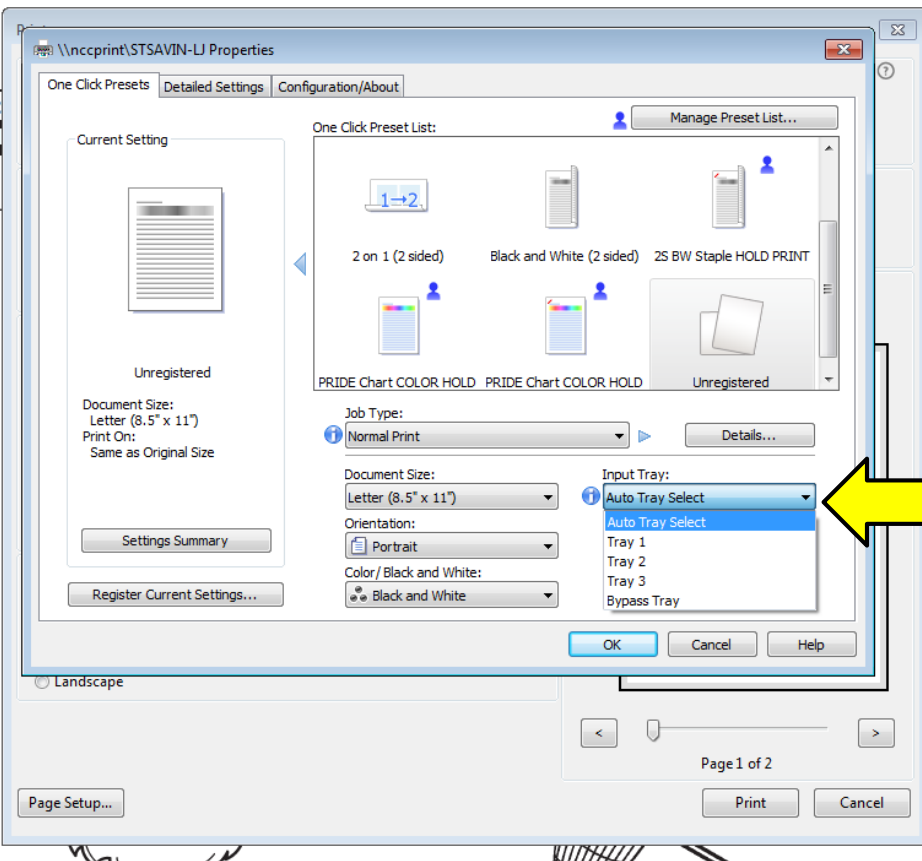 \\nccprint\STSAVIN-LJ Properties
One Click Presets
Detailed Settings
Configuration/About
Current Setting
Unregistered
Document Size:
Letter (8.5" x 11")
Print On:
Same as Original Size
Settings Summary
Register Current Settings...
One Click Preset List:
Manage Preset List...
1→2
2 on 1 (2 sided)
Black and White (2 sided)
2S BW Staple HOLD PRINT
PRIDE Chart COLOR HOLD
PRIDE Chart COLOR HOLD
Unregistered
Job Type:
Normal Print
Details...
Document Size:
Letter (8.5" x 11")
Orientation:
Portrait
Color/ Black and White:
Black and White
Input Tray:
Auto Tray Select
Auto Tray Select
Tray 1
Tray 2
Tray 3
Bypass Tray
OK
Cancel
Help
Landscape
<
>
Page 1 of 2
Page Setup...
Print
Cancel